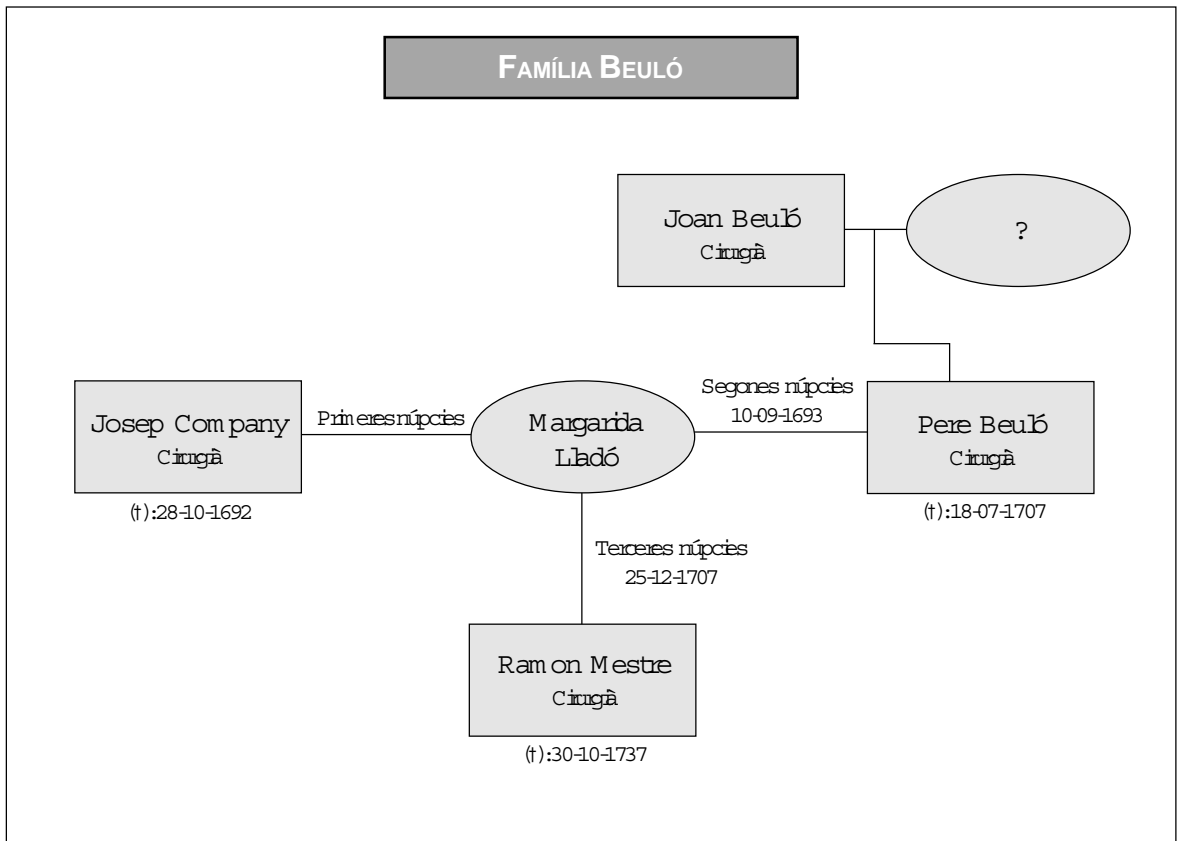 FAMÍLIA BEULÓ
Joan Beuló
Cirurgià
?
Josep Company
Cirurgià
(†):28-10-1692
Primeres núpcies
Margarida
Lladó
Segones núpcies
10-09-1693
Pere Beuló
Cirurgià
(†):18-07-1707
Terceres núpcies
25-12-1707
Ramon Mestre
Cirurgià
(†):30-10-1737